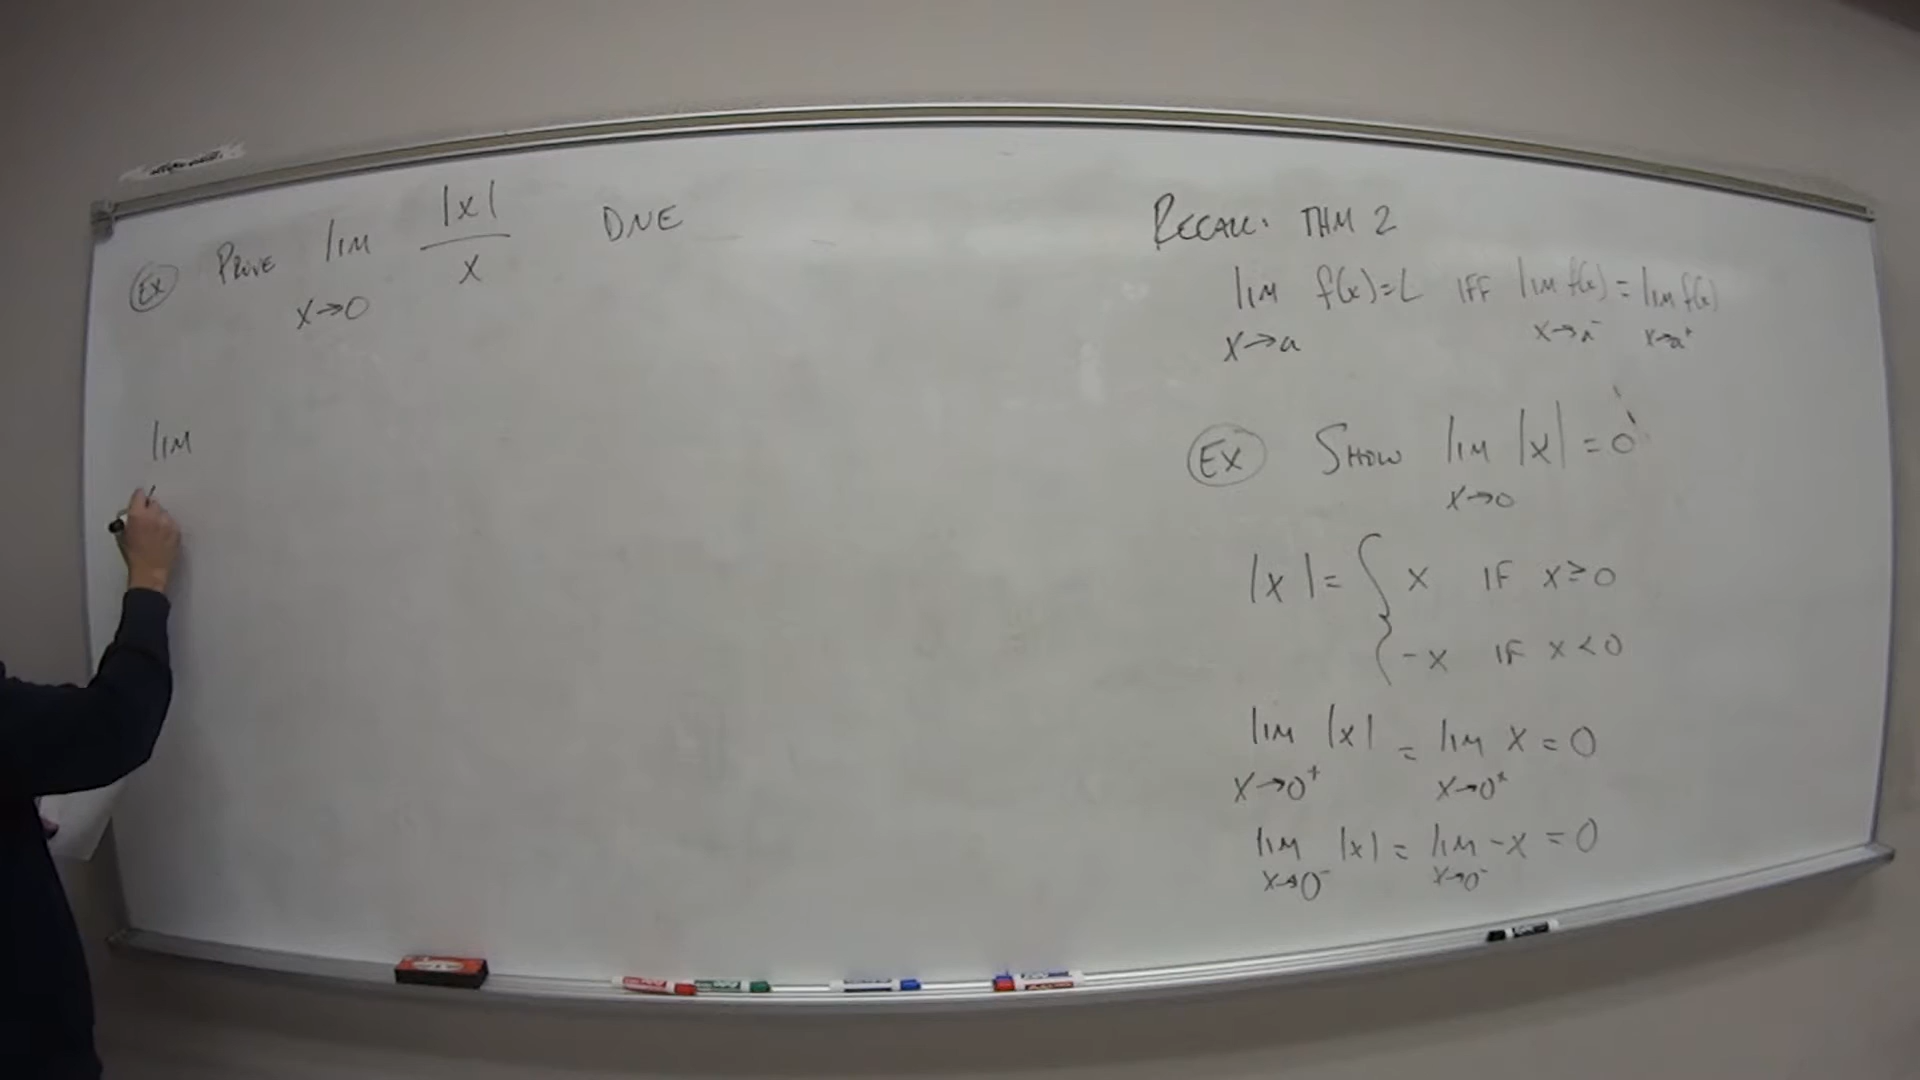 Ex PROVE lim |x|/x DNE
x→0
lim
x
RECALL: THM 2
lim f(x)=L IFF lim f(x) = lim f(x)
x→a x→a⁻ x→a⁺
Ex SHOW lim |x| = 0
x→0
|x| = { x IF x≥0
-x IF x<0
lim |x| = lim x = 0
x→0⁺ x→0⁺
lim |x| = lim -x = 0
x→0⁻ x→0⁻